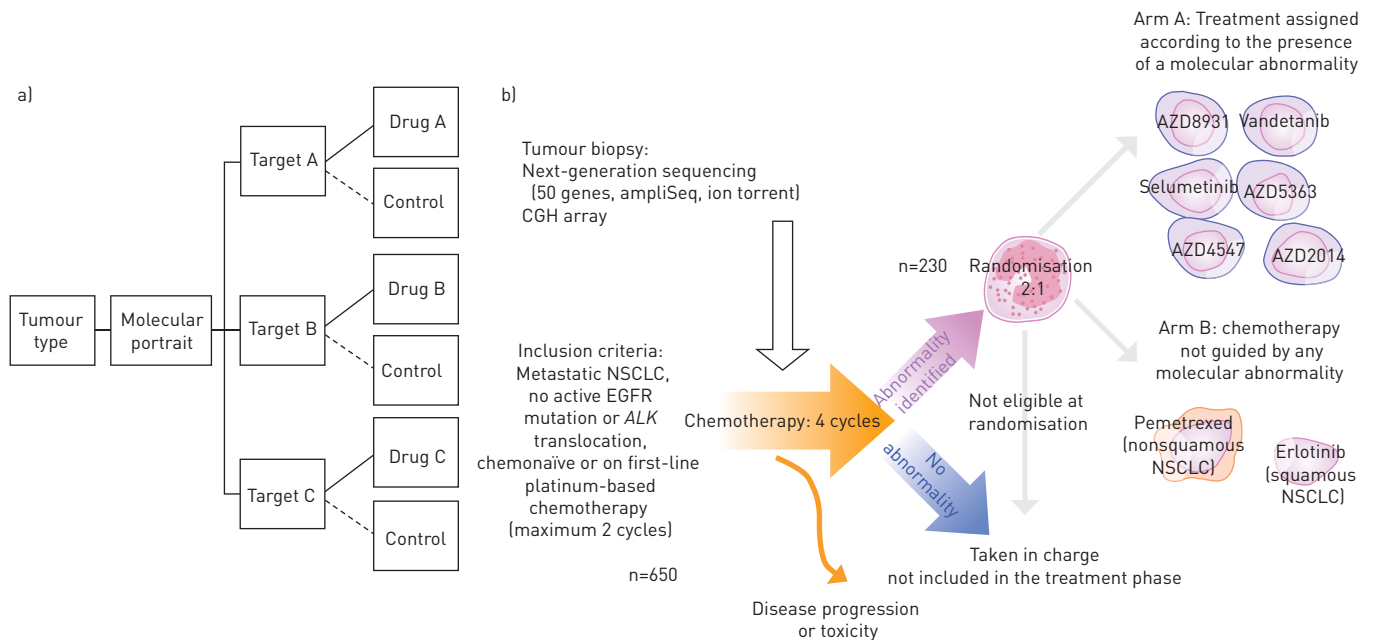 a)
Tumour
type
Molecular
portrait
Target A
Drug A
Control
Target B
Drug B
Control
Target C
Drug C
Control
b)
Tumour biopsy:
Next-generation sequencing
(50 genes, ampliSeq, ion torrent)
CGH array
Inclusion criteria:
Metastatic NSCLC,
no active EGFR
mutation or ALK
translocation,
chemonaïve or on first-line
platinum-based
chemotherapy
(maximum 2 cycles)
n=650
Chemotherapy: 4 cycles
Disease progression
or toxicity
Abnormality
identified
No
abnormality
n=230
Randomisation
2:1
Not eligible at
randomisation
Taken in charge
not included in the treatment phase
Arm A: Treatment assigned
according to the presence
of a molecular abnormality
AZD8931
Vandetanib
Selumetinib
AZD5363
AZD4547
AZD2014
Arm B: chemotherapy
not guided by any
molecular abnormality
Pemetrexed
(nonsquamous
NSCLC)
Erlotinib
(squamous
NSCLC)